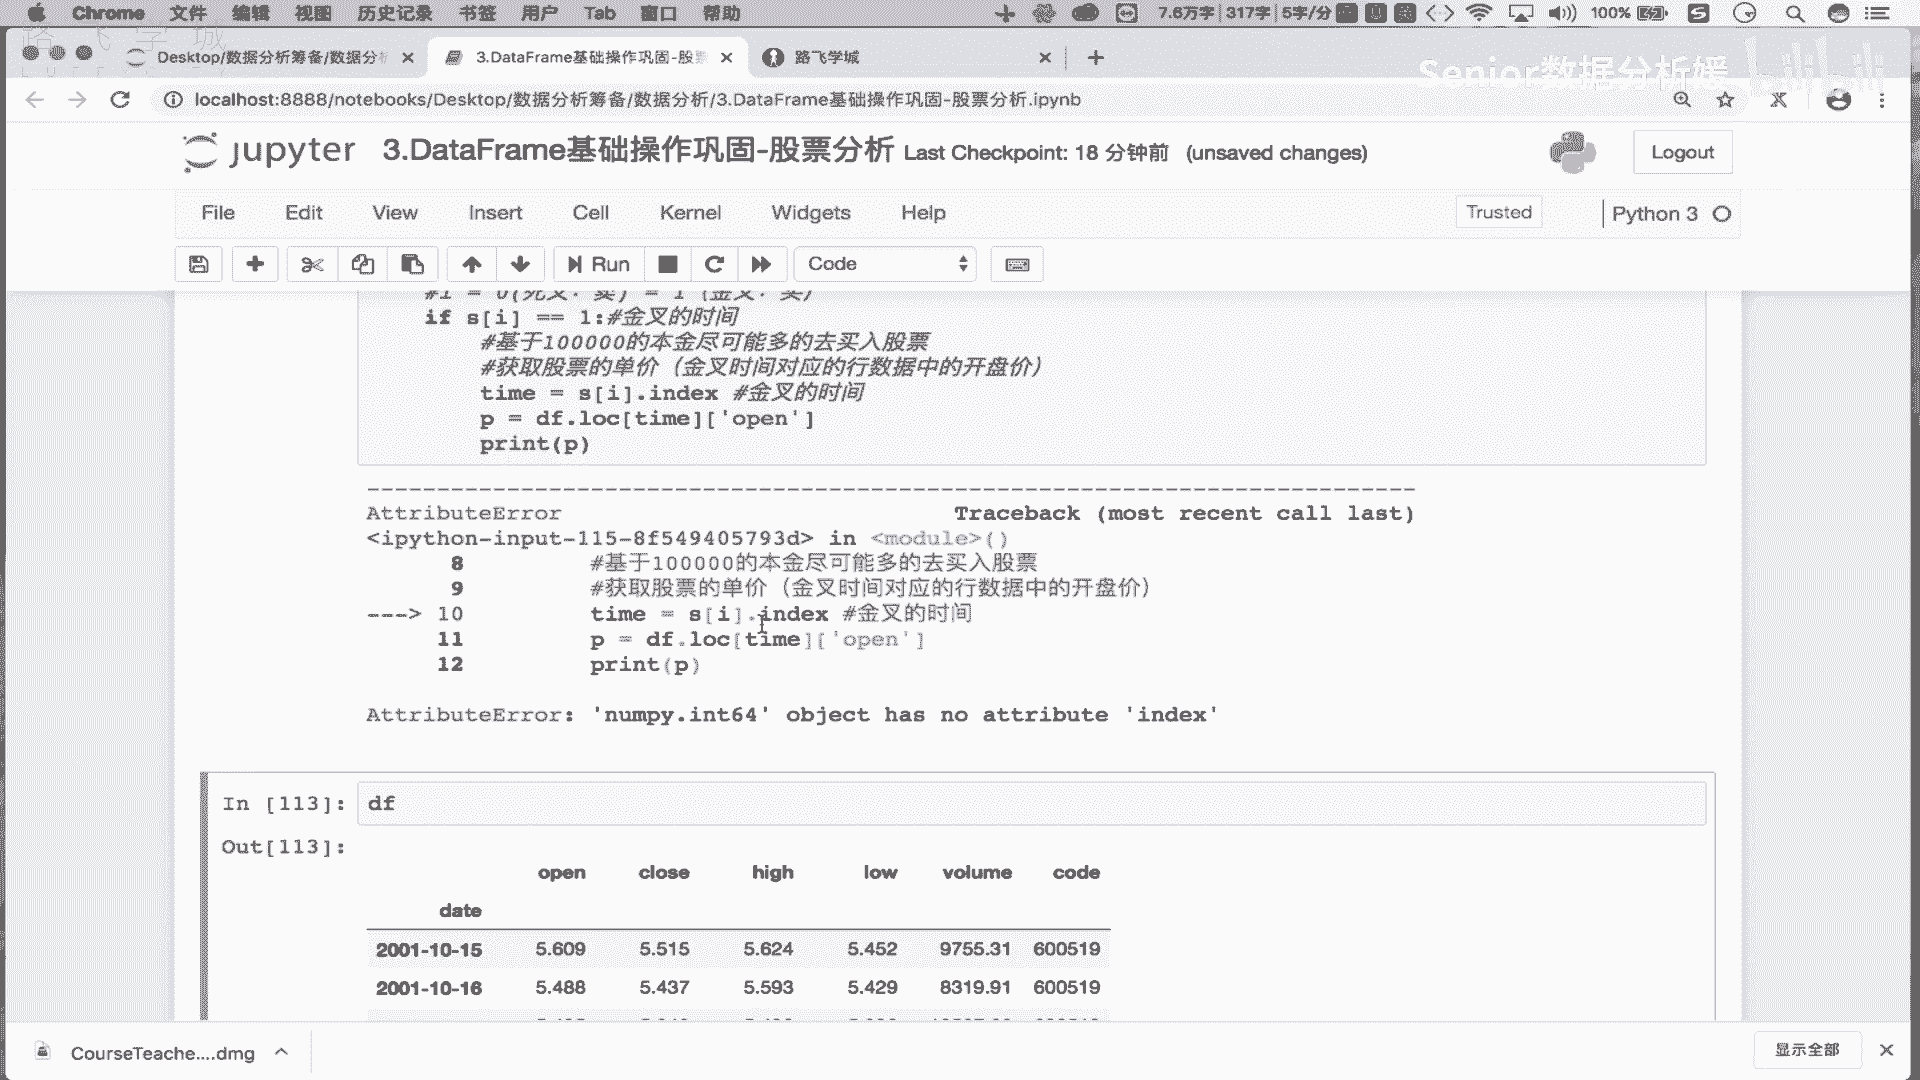 Chrome 文件 编辑 视图 历史记录 书签 用户 Tab 窗口 帮助 7.6万字 317字 5字/分 100%
路飞学城
Desktop/数据分析筹备/数据分析 3.DataFrame基础操作巩固-股票 路飞学城
Senior数据分析媛 bilibili
localhost:8888/notebooks/Desktop/数据分析筹备/数据分析/3.DataFrame基础操作巩固-股票分析.ipynb
jupyter 3.DataFrame基础操作巩固-股票分析 Last Checkpoint: 18 分钟前 (unsaved changes) Logout
File Edit View Insert Cell Kernel Widgets Help Trusted Python 3
Run Code
if s[i] == 1:#金叉的时间
#基于100000的本金尽可能多的去买入股票
#获取股票的单价（金叉时间对应的行数据中的开盘价）
time = s[i].index #金叉的时间
p = df.loc[time]['open']
print(p)
---------------------------------------------------------------------------
AttributeError Traceback (most recent call last)
<ipython-input-115-8f549405793d> in <module>()
8 #基于100000的本金尽可能多的去买入股票
9 #获取股票的单价（金叉时间对应的行数据中的开盘价）
---> 10 time = s[i].index #金叉的时间
11 p = df.loc[time]['open']
12 print(p)
AttributeError: 'numpy.int64' object has no attribute 'index'
In [113]: df
Out[113]:
open close high low volume code
date
2001-10-15 5.609 5.515 5.624 5.452 9755.31 600519
2001-10-16 5.488 5.437 5.593 5.429 8319.91 600519
CourseTeache....dmg 显示全部